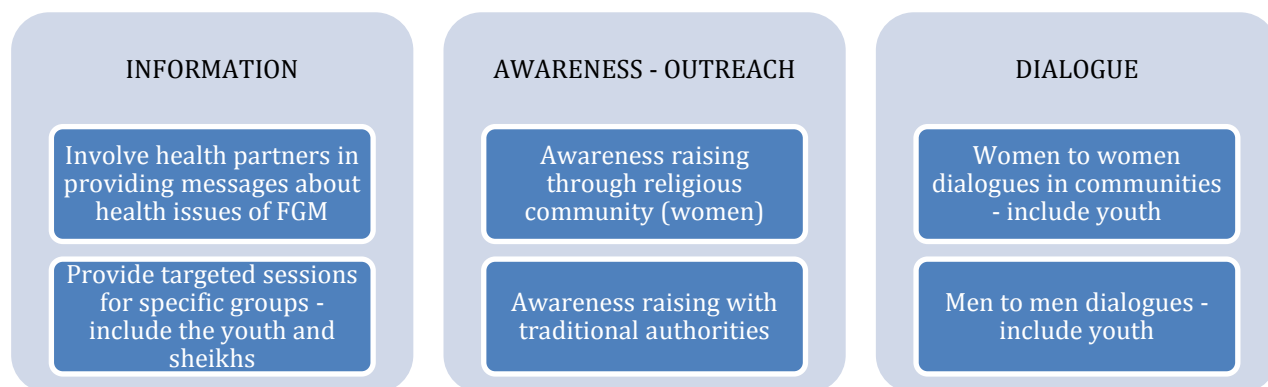 INFORMATION
Involve health partners in
providing messages about
health issues of FGM
Provide targeted sessions
for specific groups -
include the youth and
sheikhs
AWARENESS - OUTREACH
Awareness raising
through religious
community (women)
Awareness raising with
traditional authorities
DIALOGUE
Women to women
dialogues in communities
- include youth
Men to men dialogues -
include youth